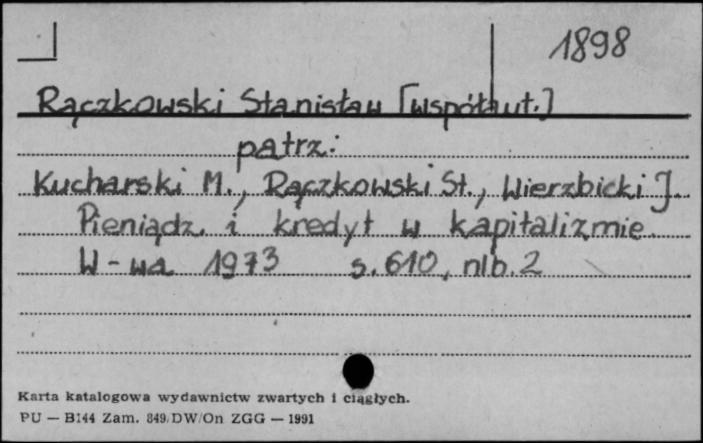 1898
Rączkowski Stanisław [współaut.]
patrz:
Kucharski M., Rączkowski St., Wierzbicki J.
Pieniądz i kredyt w kapitalizmie.
W-wa 1973 s. 610, nlb. 2
Karta katalogowa wydawnictw zwartych i ciągłych.
PU — B144 Zam. 849/DW/On ZGG — 1991